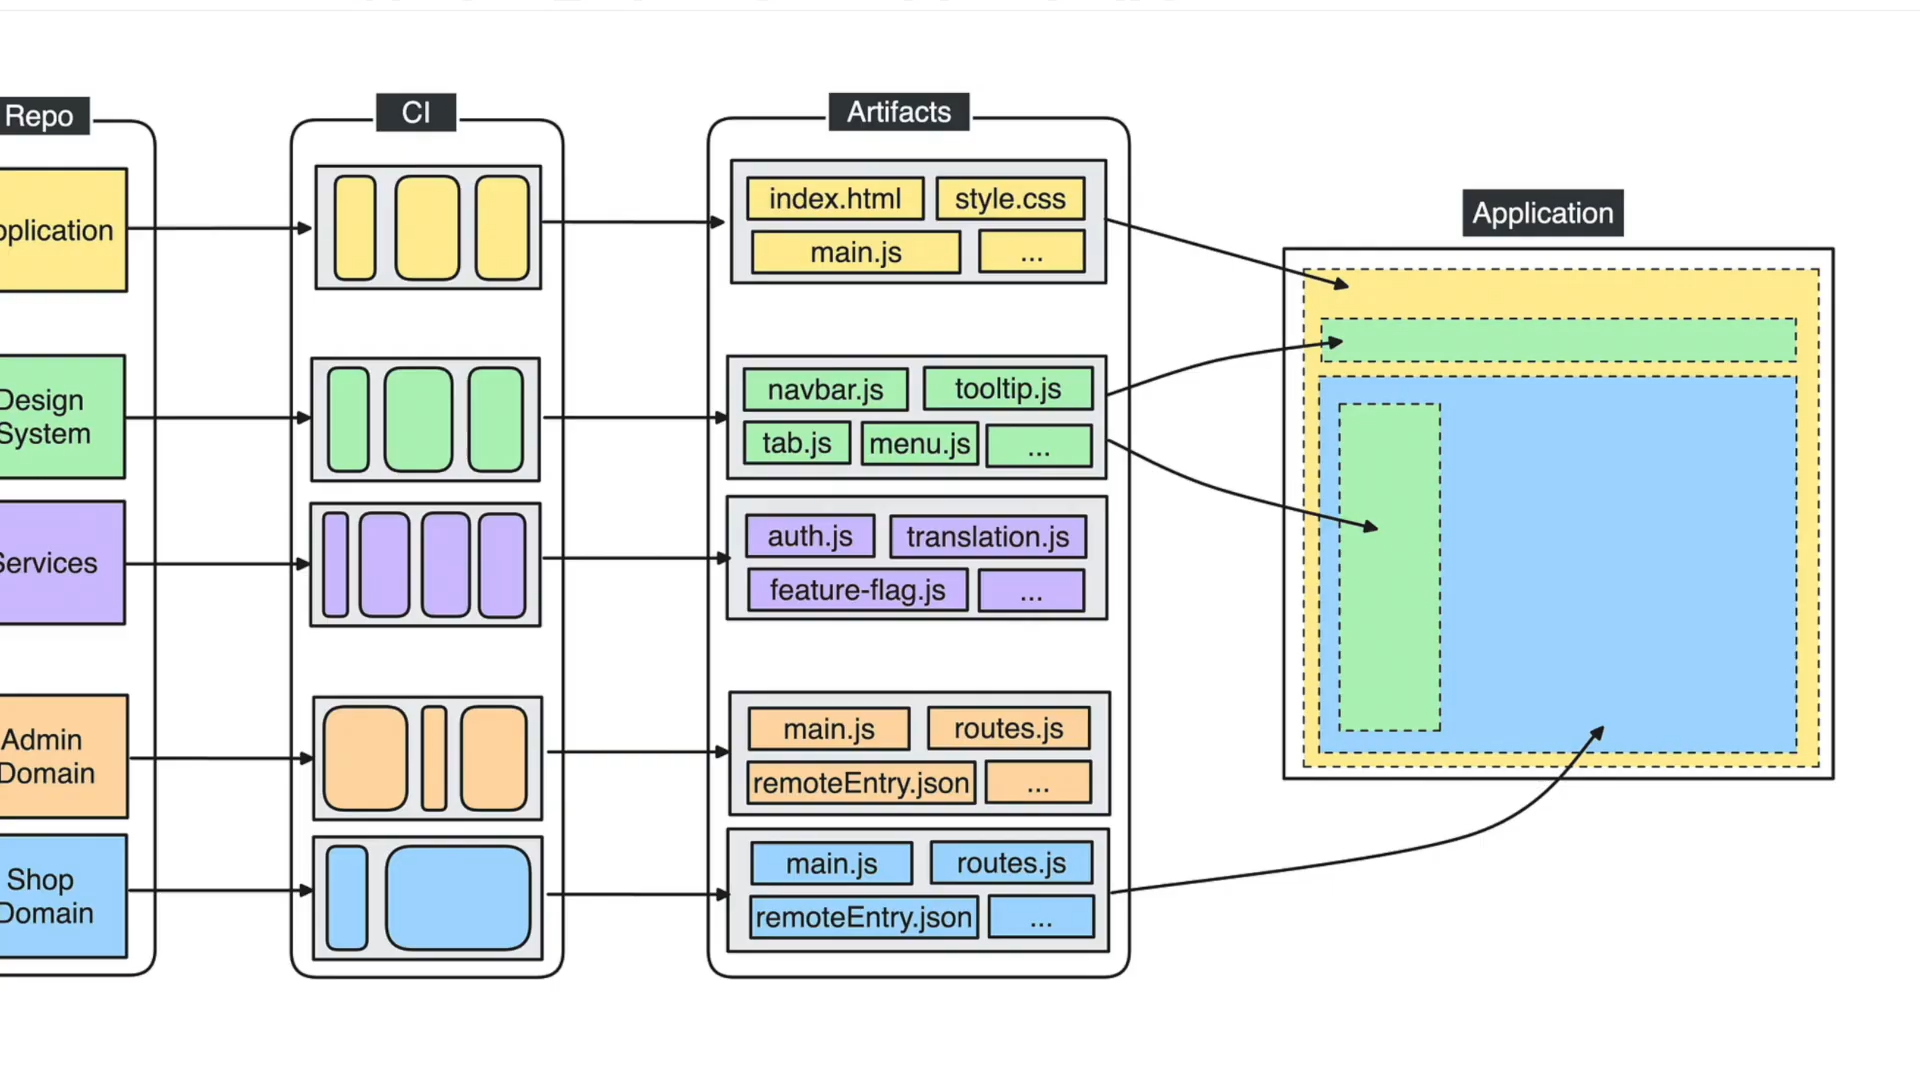 Repo
CI
Artifacts
Application
pplication
index.html
style.css
main.js
...
Design
System
navbar.js
tooltip.js
tab.js
menu.js
...
Services
auth.js
translation.js
feature-flag.js
...
Admin
Domain
main.js
routes.js
remoteEntry.json
...
Shop
Domain
main.js
routes.js
remoteEntry.json
...